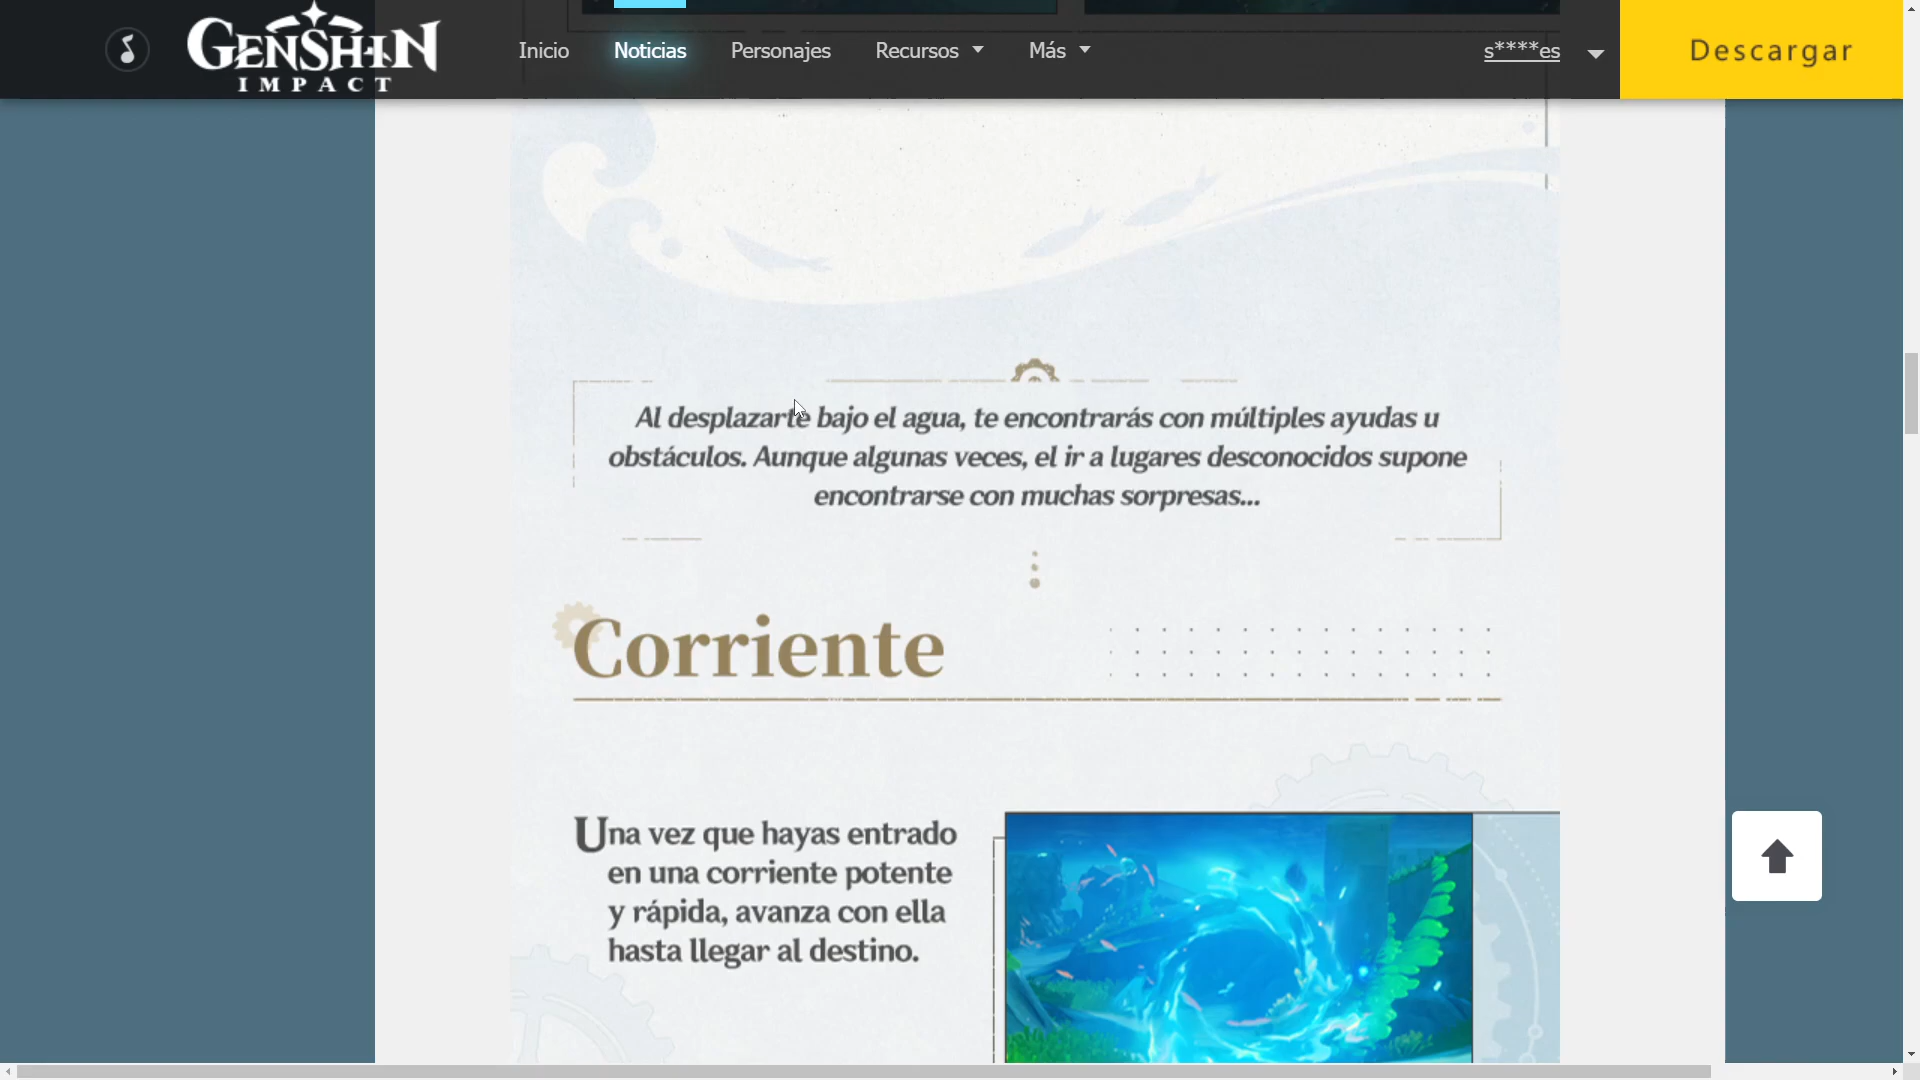 GENSHIN
IMPACT
Inicio
Noticias
Personajes
Recursos
Más
s****es
Descargar
Al desplazarte bajo el agua, te encontrarás con múltiples ayudas u
obstáculos. Aunque algunas veces, el ir a lugares desconocidos supone
encontrarse con muchas sorpresas...
Corriente
Una vez que hayas entrado
en una corriente potente
y rápida, avanza con ella
hasta llegar al destino.